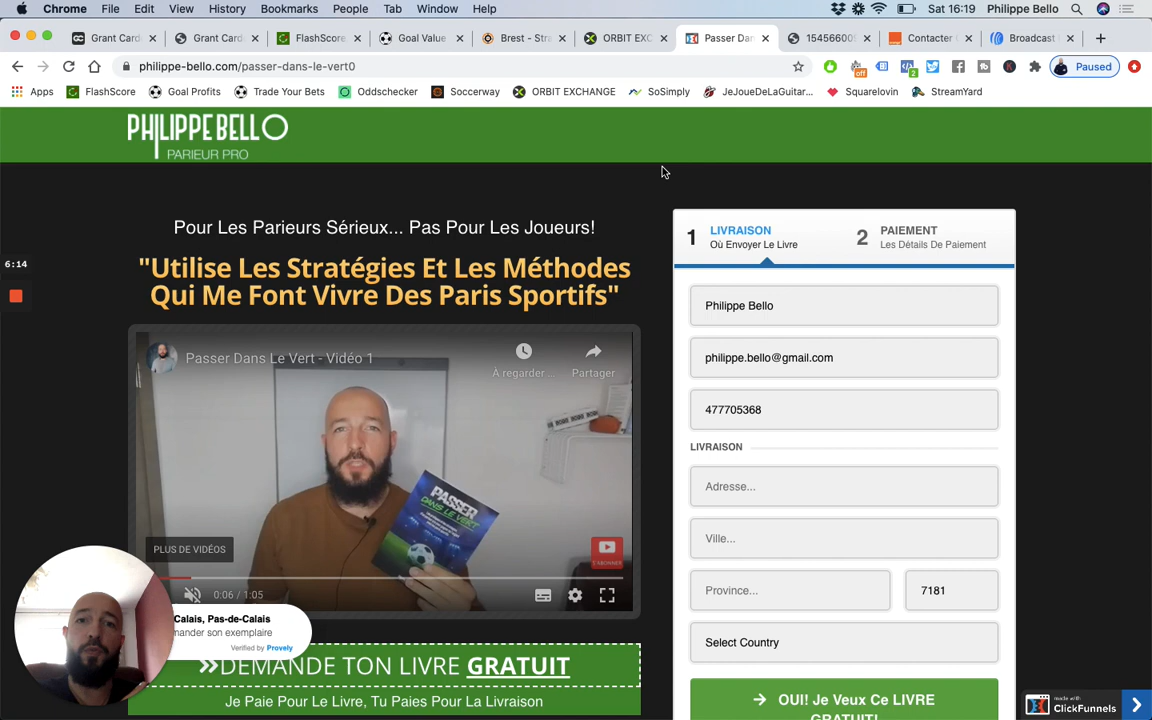 Chrome File Edit View History Bookmarks People Tab Window Help Sat 16:19 Philippe Bello
Grant Card Grant Card FlashScore Goal Value Brest - Stra ORBIT EXC Passer Dan 1545660 Contacter Broadcast
philippe-bello.com/passer-dans-le-vert0 off 2 Paused
Apps FlashScore Goal Profits Trade Your Bets Oddschecker Soccerway ORBIT EXCHANGE SoSimply JeJoueDeLaGuitar... Squarelovin StreamYard
PHILIPPE BELLO
PARIEUR PRO
Pour Les Parieurs Sérieux... Pas Pour Les Joueurs!
"Utilise Les Stratégies Et Les Méthodes
Qui Me Font Vivre Des Paris Sportifs"
6:14
Passer Dans Le Vert - Vidéo 1
À regarder ... Partager
PASSER
DANS LE VERT
PLUS DE VIDÉOS
S'ABONNER
0:06 / 1:05
Calais, Pas-de-Calais
mander son exemplaire
Verified by Provely
DEMANDE TON LIVRE GRATUIT
Je Paie Pour Le Livre, Tu Paies Pour La Livraison
1 LIVRAISON
Où Envoyer Le Livre
2 PAIEMENT
Les Détails De Paiement
Philippe Bello
philippe.bello@gmail.com
477705368
LIVRAISON
Adresse...
Ville...
Province... 7181
Select Country
OUI! Je Veux Ce LIVRE
GRATUIT!
made with
ClickFunnels